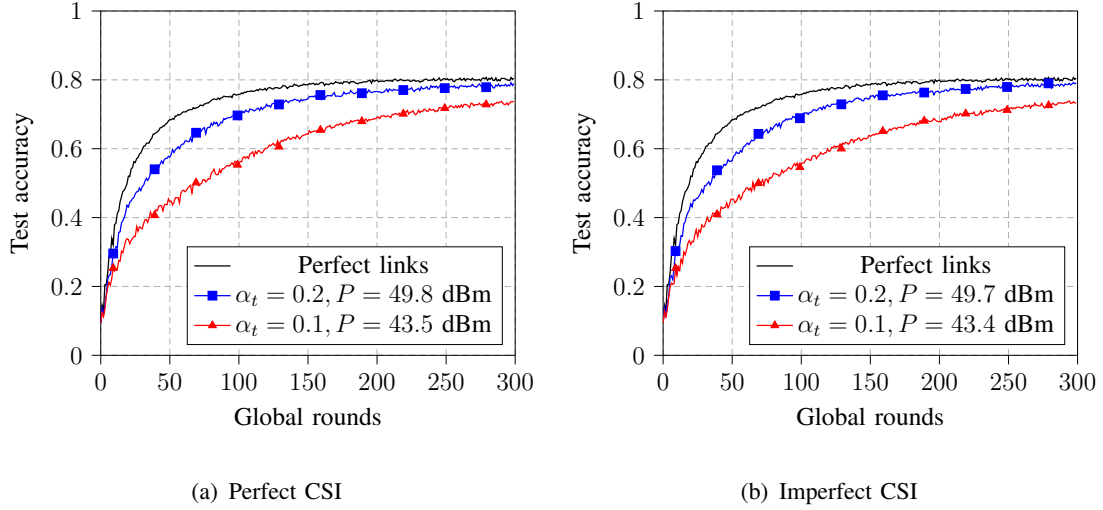 1
0.8
0.6
0.4
0.2
0
Test accuracy
Perfect links
α_t = 0.2, P = 49.8 dBm
α_t = 0.1, P = 43.5 dBm
0 50 100 150 200 250 300
Global rounds
(a) Perfect CSI
1
0.8
0.6
0.4
0.2
0
Test accuracy
Perfect links
α_t = 0.2, P = 49.7 dBm
α_t = 0.1, P = 43.4 dBm
0 50 100 150 200 250 300
Global rounds
(b) Imperfect CSI